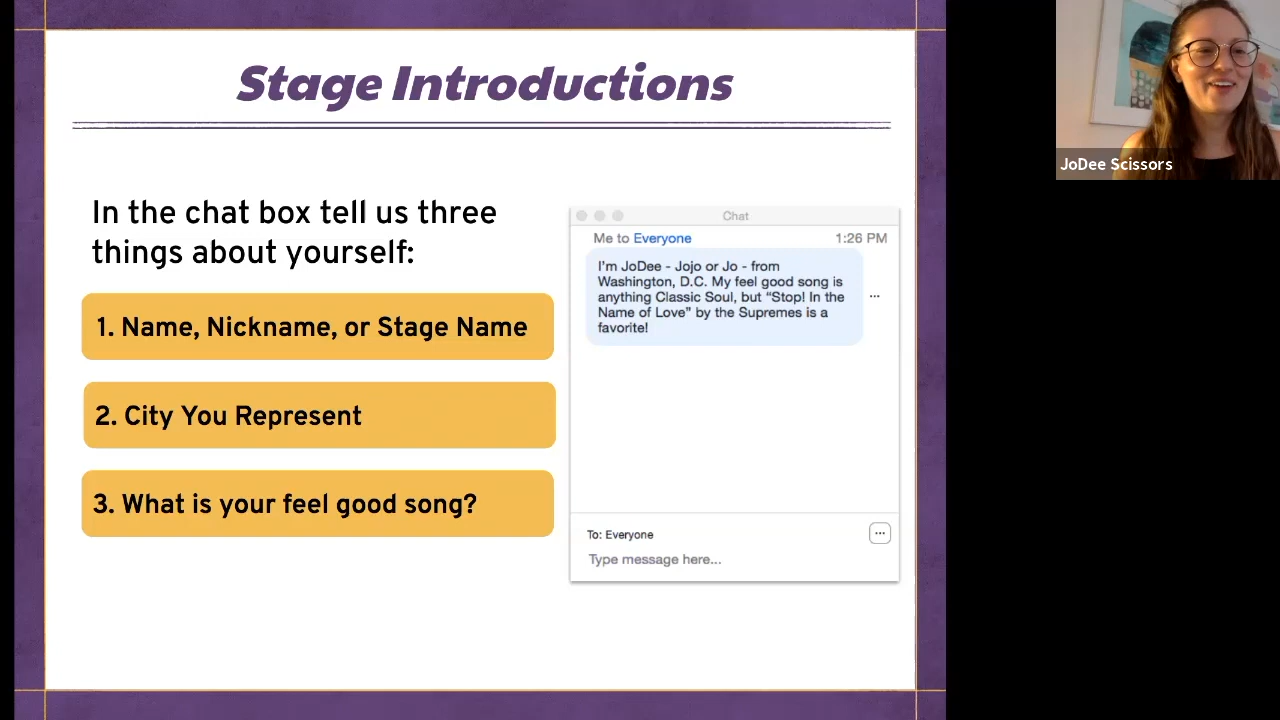 Stage Introductions
In the chat box tell us three
things about yourself:
1. Name, Nickname, or Stage Name
2. City You Represent
3. What is your feel good song?
Chat
Me to Everyone 1:26 PM
I'm JoDee - Jojo or Jo - from
Washington, D.C. My feel good song is
anything Classic Soul, but “Stop! In the
Name of Love” by the Supremes is a
favorite!
To: Everyone
Type message here...
JoDee Scissors